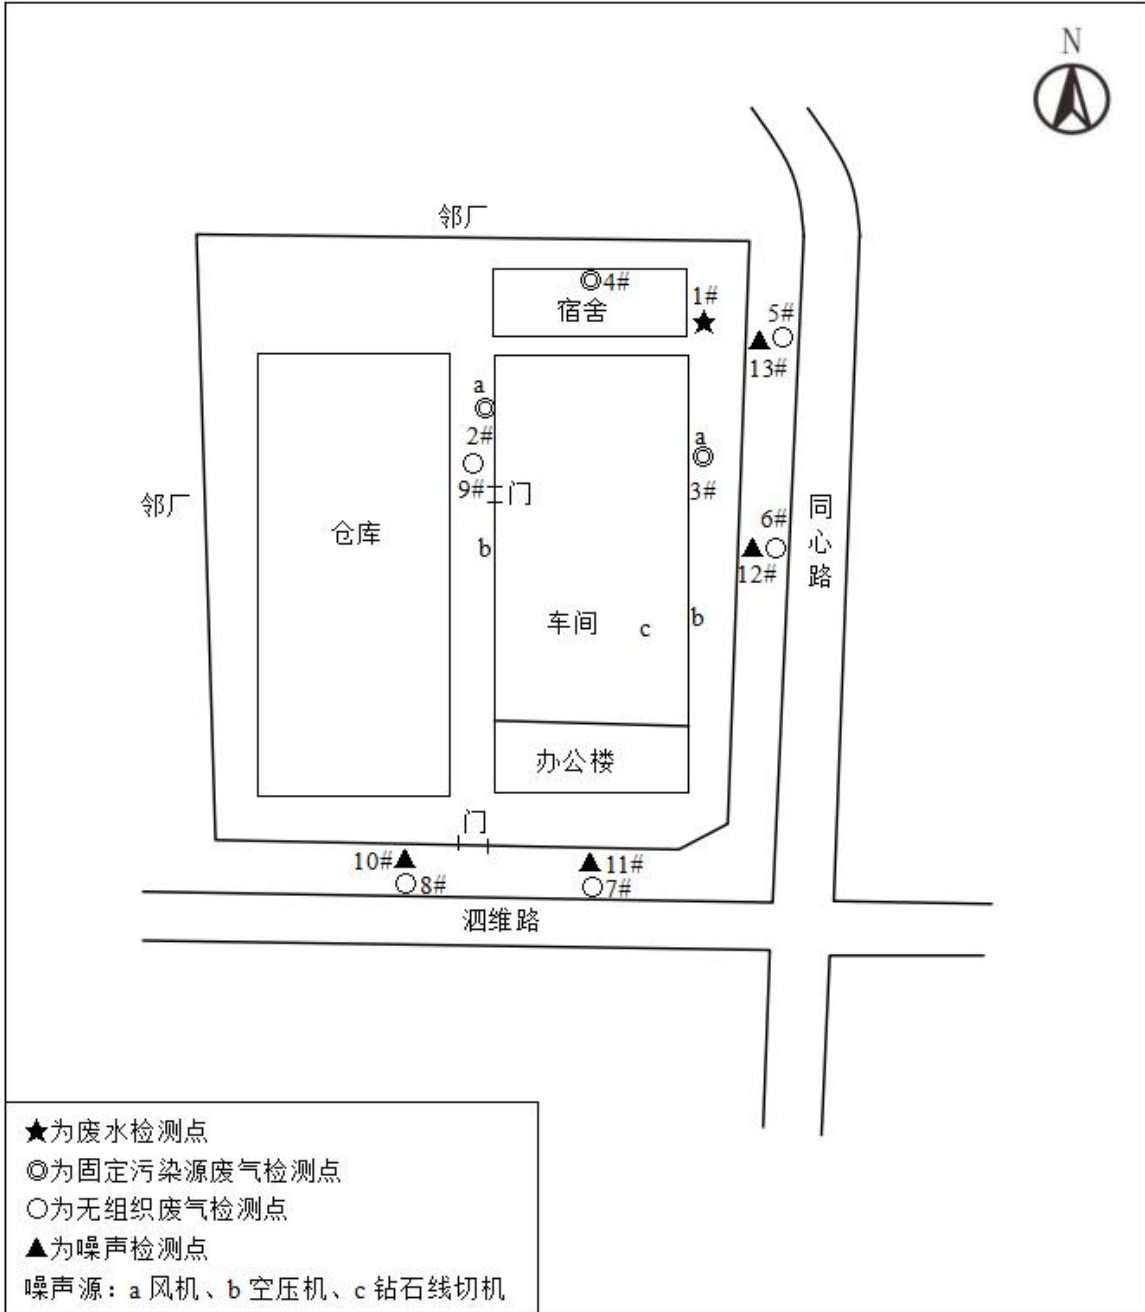 N
邻厂
4#
1#
宿舍
5#
13#
a
2#
a
9#
门
3#
邻厂
仓库
6#
同心路
b
12#
车间
c
b
办公楼
门
10#
11#
8#
7#
泗维路
★为废水检测点
◎为固定污染源废气检测点
○为无组织废气检测点
▲为噪声检测点
噪声源：a 风机、b 空压机、c 钻石线切机